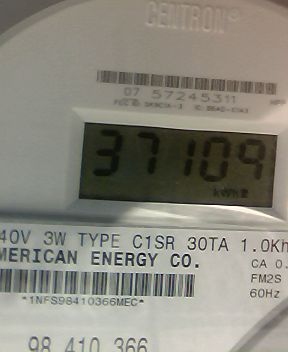 CENTRON®
07 57245311
37109
kWh
40V 3W TYPE C1SR 30TA 1.0Kh
MERICAN ENERGY CO.
CA 0.
FM2S
*1NFS98410366MEC*
60Hz
98 410 366